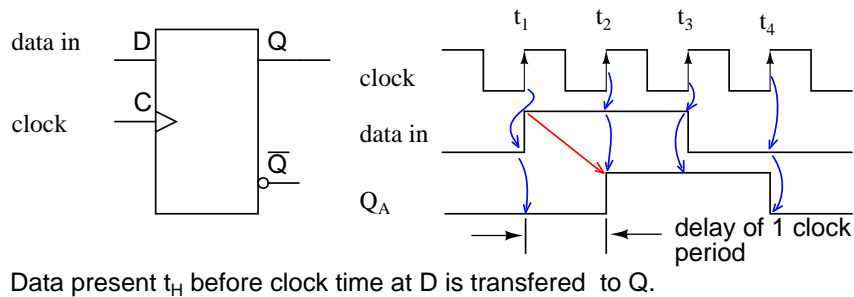 data in
D
Q
C
clock
Q
t1 t2 t3 t4
clock
data in
QA
delay of 1 clock
period
Data present tH before clock time at D is transfered to Q.